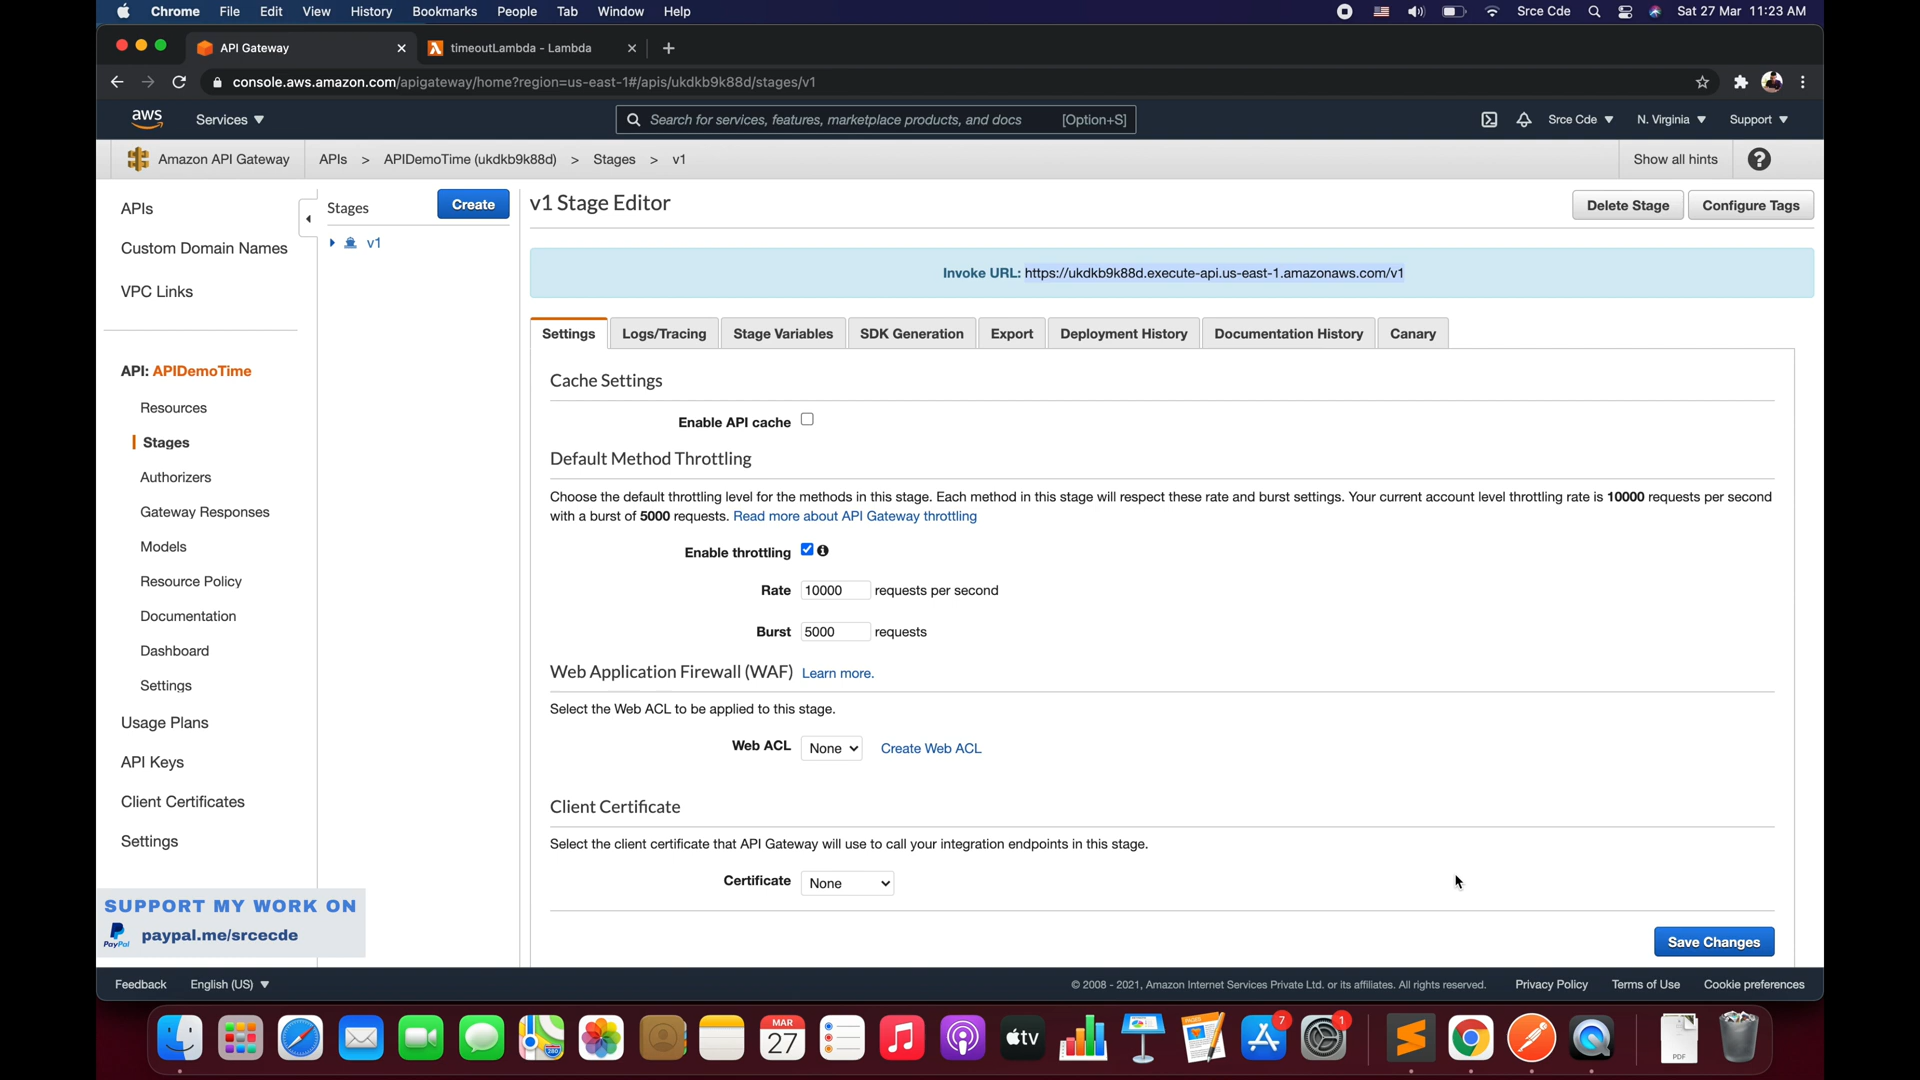 Chrome File Edit View History Bookmarks People Tab Window Help Srce Cde Sat 27 Mar 11:23 AM
API Gateway timeoutLambda - Lambda
console.aws.amazon.com/apigateway/home?region=us-east-1#/apis/ukdkb9k88d/stages/v1
aws Services Search for services, features, marketplace products, and docs [Option+S] Srce Cde N. Virginia Support
Amazon API Gateway APIs > APIDemoTime (ukdkb9k88d) > Stages > v1 Show all hints ?
APIs
Custom Domain Names
VPC Links
API: APIDemoTime
Resources
Stages
Authorizers
Gateway Responses
Models
Resource Policy
Documentation
Dashboard
Settings
Usage Plans
API Keys
Client Certificates
Settings
Stages Create
v1
v1 Stage Editor Delete Stage Configure Tags
Invoke URL: https://ukdkb9k88d.execute-api.us-east-1.amazonaws.com/v1
Settings Logs/Tracing Stage Variables SDK Generation Export Deployment History Documentation History Canary
Cache Settings
Enable API cache
Default Method Throttling
Choose the default throttling level for the methods in this stage. Each method in this stage will respect these rate and burst settings. Your current account level throttling rate is 10000 requests per second
with a burst of 5000 requests. Read more about API Gateway throttling
Enable throttling
Rate 10000 requests per second
Burst 5000 requests
Web Application Firewall (WAF) Learn more.
Select the Web ACL to be applied to this stage.
Web ACL None Create Web ACL
Client Certificate
Select the client certificate that API Gateway will use to call your integration endpoints in this stage.
Certificate None
Save Changes
SUPPORT MY WORK ON
PayPal paypal.me/srcecde
Feedback English (US) © 2008 - 2021, Amazon Internet Services Private Ltd. or its affiliates. All rights reserved. Privacy Policy Terms of Use Cookie preferences
280 MAR 27 tv 7 1 PDF